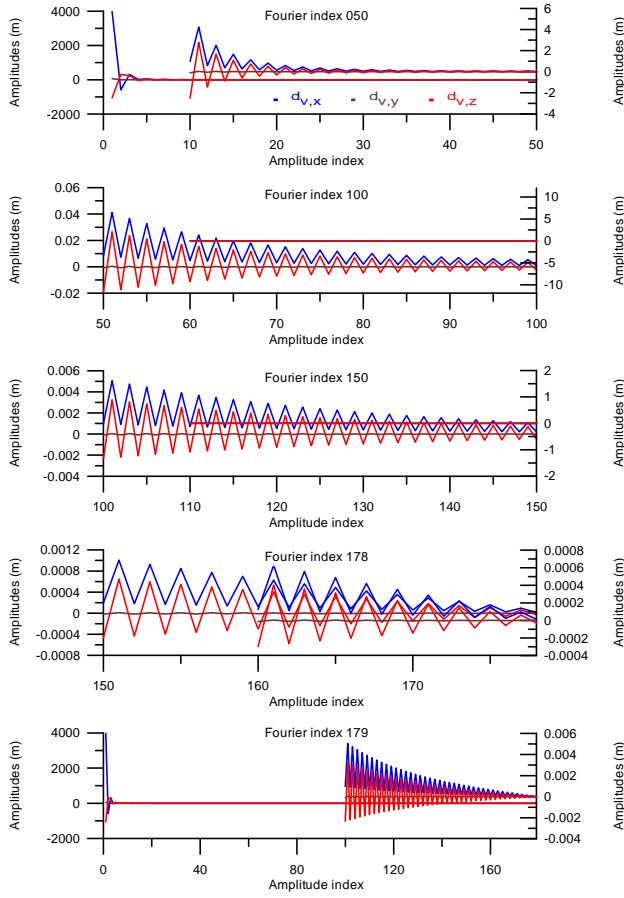 Fourier index 050
Amplitudes (m)
4000
2000
0
-2000
6
4
2
0
-2
-4
Amplitudes (m)
d v,x
d v,y
d v,z
0 10 20 30 40 50
Amplitude index
Fourier index 100
Amplitudes (m)
0.06
0.04
0.02
0
-0.02
10
5
0
-5
-10
Amplitudes (m)
50 60 70 80 90 100
Amplitude index
Fourier index 150
Amplitudes (m)
0.006
0.004
0.002
0
-0.002
-0.004
2
1
0
-1
-2
Amplitudes (m)
100 110 120 130 140 150
Amplitude index
Fourier index 178
Amplitudes (m)
0.0012
0.0004
-0.0004
-0.0008
0.0008
0.0006
0.0004
0.0002
0
-0.0002
-0.0004
Amplitudes (m)
150 160 170
Amplitude index
Fourier index 179
Amplitudes (m)
4000
2000
0
-2000
0.006
0.004
0.002
0
-0.002
-0.004
Amplitudes (m)
0 40 80 120 160
Amplitude index